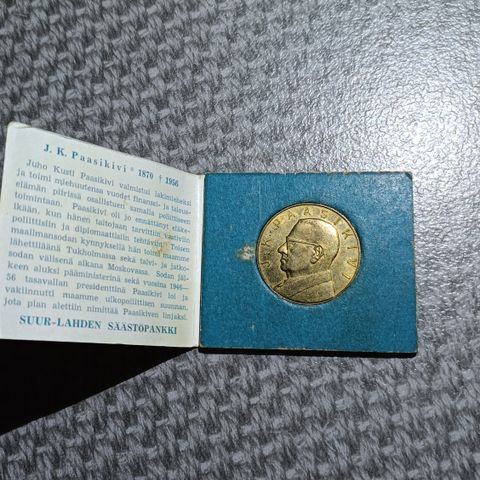 J. K. Paasikivi * 1870 † 1956
Juho Kusti Paasikivi valmistui lakimieheksi
ja toimi miehuutensa vuodet finanssi- ja talous-
elämän piirissä osallistuen samalla poliittiseen
toimintaan. Paasikivi oli jo ennättänyt eläke-
ikään, kun hänen taitojaan tarvittiin vaativiin
poliittisiin ja diplomaattisiin tehtäviin. Toisen
maailmansodan kynnyksellä hän toimi maamme
lähettiläänä Tukholmassa sekä talvi- ja jatko-
sodan välisenä aikana Moskovassa. Sodan jäl-
keen aluksi pääministerinä sekä vuosina 1946—
56 tasavallan presidenttinä Paasikivi loi ja
vakiinnutti maamme ulkopoliittisen suunnan,
jota pian alettiin nimittää Paasikiven linjaksi.
SUUR-LAHDEN SÄÄSTÖPANKKI
J·K·PAASIKIVI